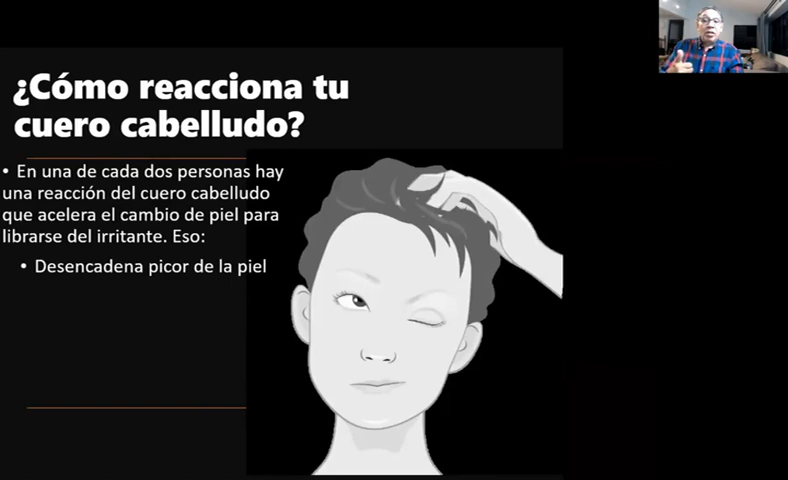 ¿Cómo reacciona tu
cuero cabelludo?
• En una de cada dos personas hay
una reacción del cuero cabelludo
que acelera el cambio de piel para
librarse del irritante. Eso:
• Desencadena picor de la piel